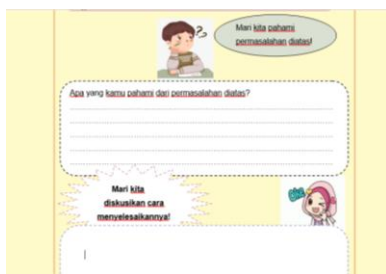 Mari kita pahami
permasalahan diatas!
Apa yang kamu pahami dari permasalahan diatas?
Mari kita
diskusikan cara
menyelesaikannya!